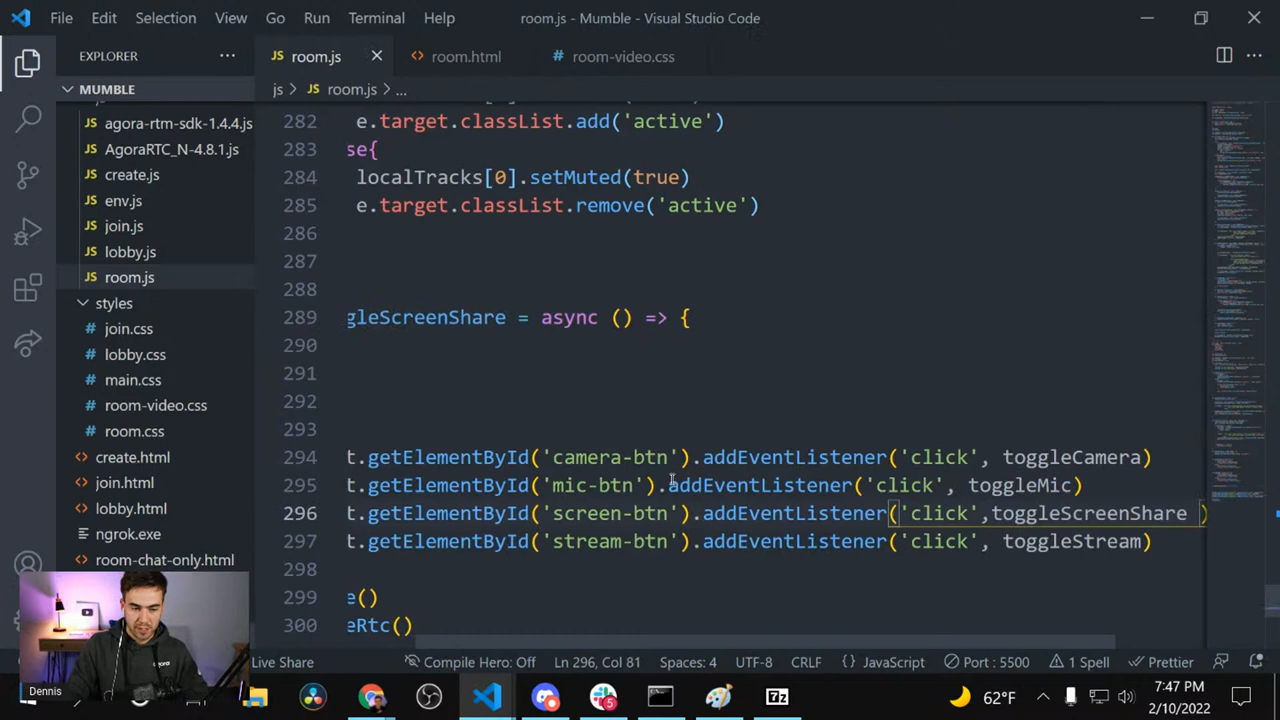 File Edit Selection View Go Run Terminal Help room.js - Mumble - Visual Studio Code
EXPLORER
room.js
room.html
room-video.css
MUMBLE
js > room.js > ...
agora-rtm-sdk-1.4.4.js
AgoraRTC_N-4.8.1.js
create.js
env.js
join.js
lobby.js
room.js
styles
join.css
lobby.css
main.css
room-video.css
room.css
create.html
join.html
lobby.html
ngrok.exe
room-chat-only.html
282 e.target.classList.add('active')
283 se{
284 localTracks[0].setMuted(true)
285 e.target.classList.remove('active')
286
287
288
289 gleScreenShare = async () => {
290
291
292
293
294 t.getElementById('camera-btn').addEventListener('click', toggleCamera)
295 t.getElementById('mic-btn').addEventListener('click', toggleMic)
296 t.getElementById('screen-btn').addEventListener('click',toggleScreenShare )
297 t.getElementById('stream-btn').addEventListener('click', toggleStream)
298
299 e()
300 eRtc()
Dennis
Live Share Compile Hero: Off Ln 296, Col 81 Spaces: 4 UTF-8 CRLF {} JavaScript Port : 5500 1 Spell Prettier
5
7z
62°F
7:47 PM
2/10/2022